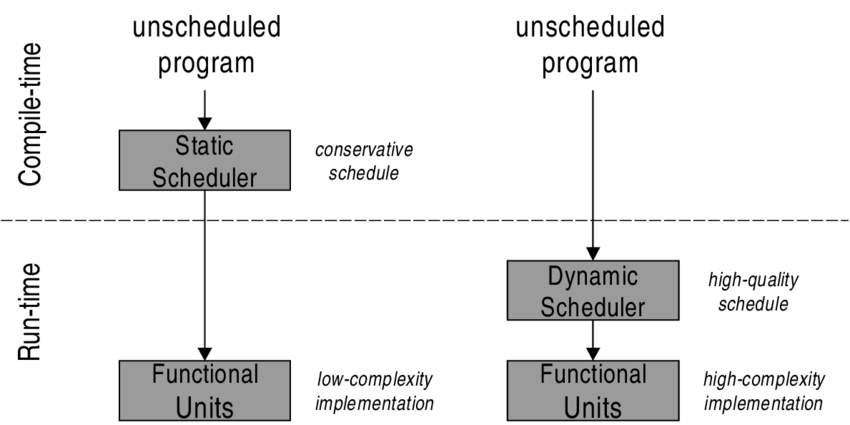 unscheduled
program
unscheduled
program
Compile-time
Static
Scheduler
conservative
schedule
Run-time
Dynamic
Scheduler
high-quality
schedule
Functional
Units
low-complexity
implementation
Functional
Units
high-complexity
implementation